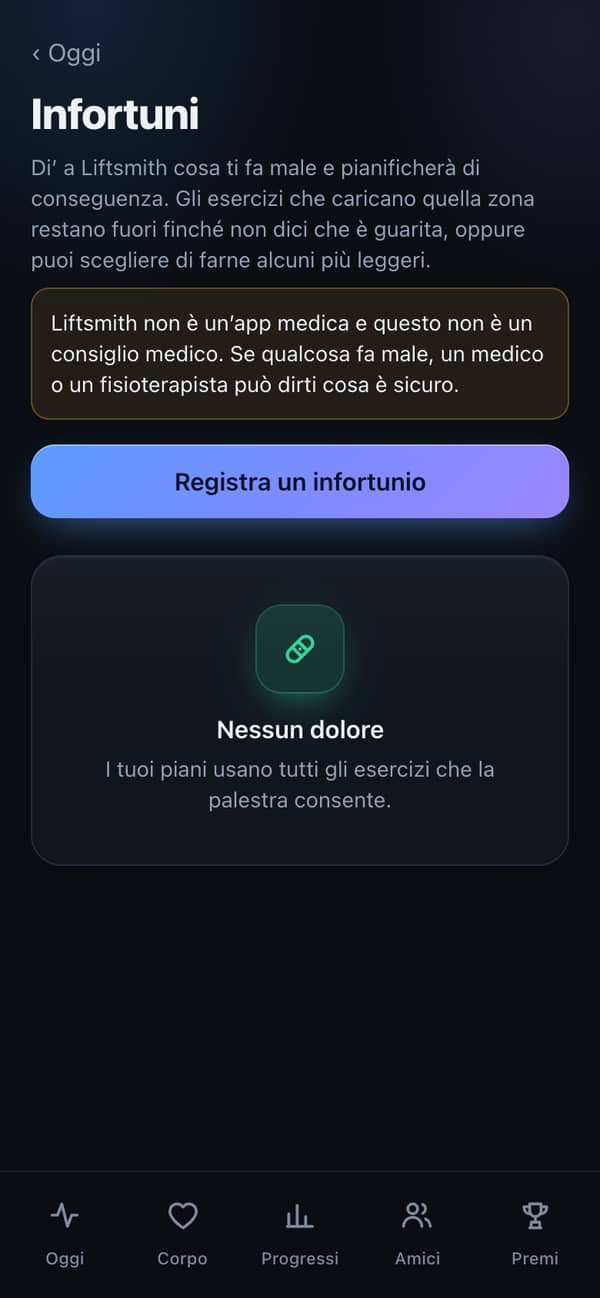 ‹ Oggi
Infortuni
Di’ a Liftsmith cosa ti fa male e pianificherà di
conseguenza. Gli esercizi che caricano quella zona
restano fuori finché non dici che è guarita, oppure
puoi scegliere di farne alcuni più leggeri.
Liftsmith non è un’app medica e questo non è un
consiglio medico. Se qualcosa fa male, un medico
o un fisioterapista può dirti cosa è sicuro.
Registra un infortunio
Nessun dolore
I tuoi piani usano tutti gli esercizi che la
palestra consente.
Oggi
Corpo
Progressi
Amici
Premi